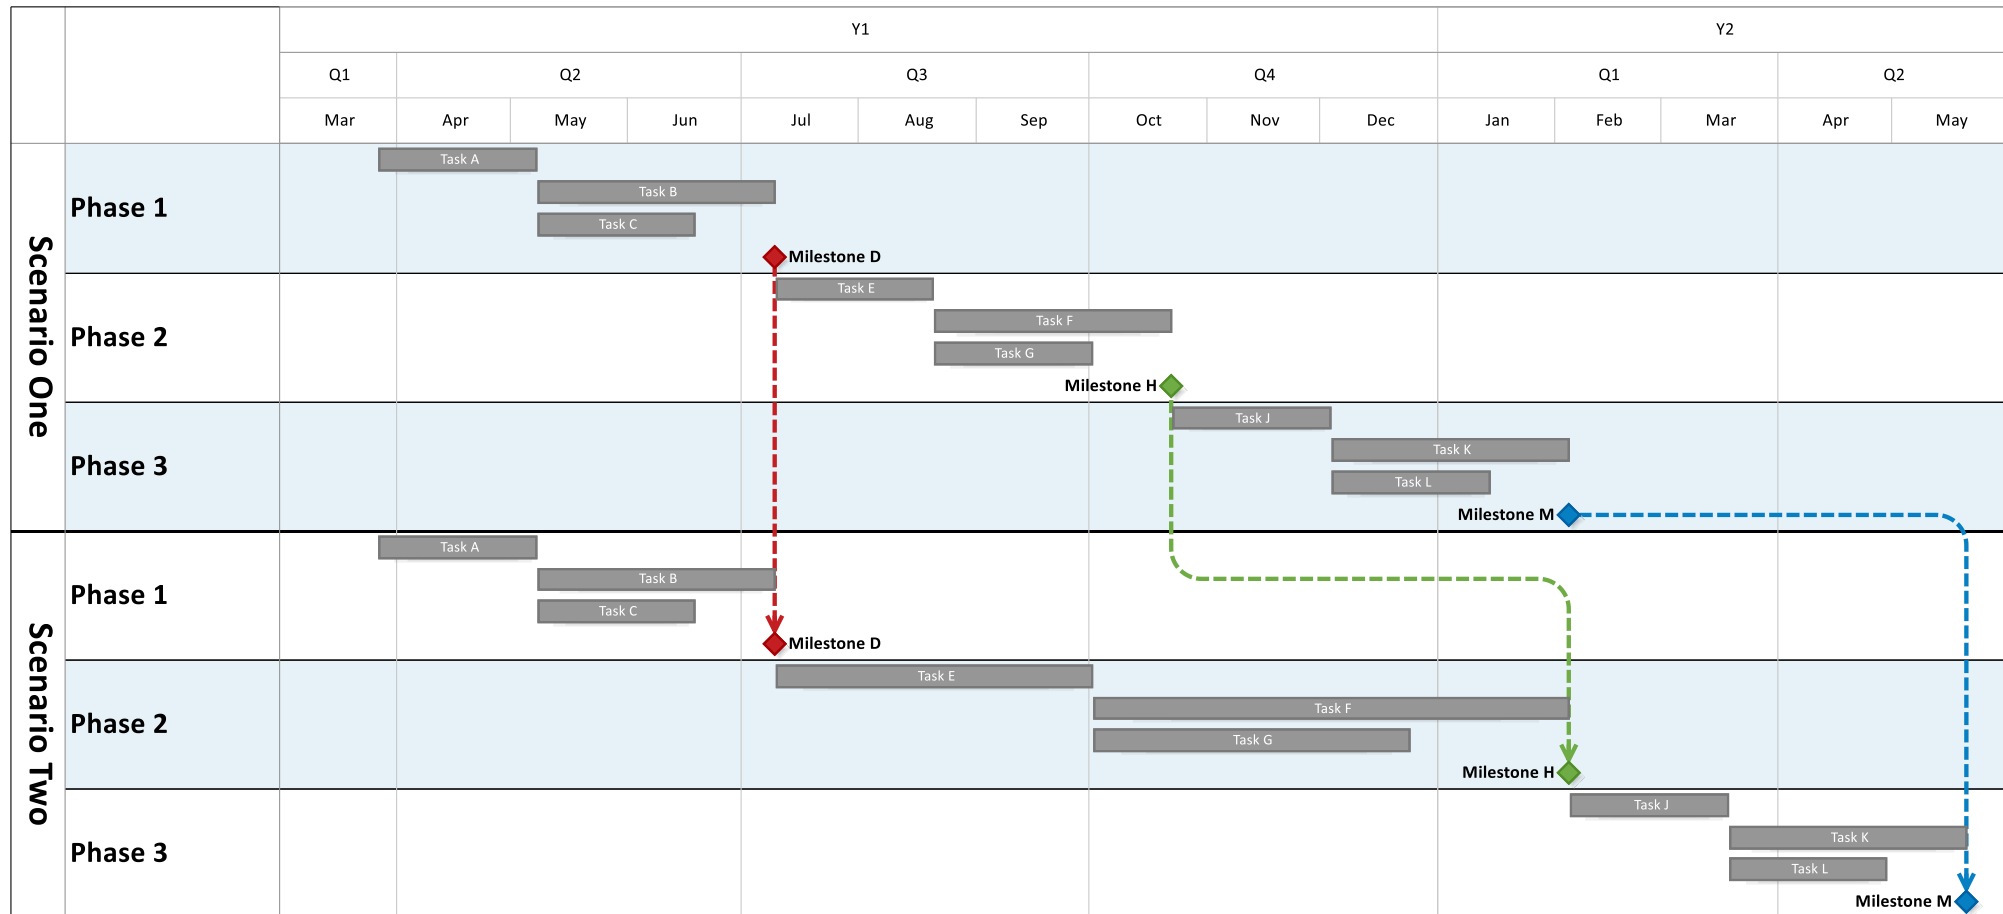 Y1
Y2
Q1
Q2
Q3
Q4
Q1
Q2
Mar
Apr
May
Jun
Jul
Aug
Sep
Oct
Nov
Dec
Jan
Feb
Mar
Apr
May
Scenario One
Phase 1
Task A
Task B
Task C
Milestone D
Phase 2
Task E
Task F
Task G
Milestone H
Phase 3
Task J
Task K
Task L
Milestone M
Scenario Two
Phase 1
Task A
Task B
Task C
Milestone D
Phase 2
Task E
Task F
Task G
Milestone H
Phase 3
Task J
Task K
Task L
Milestone M